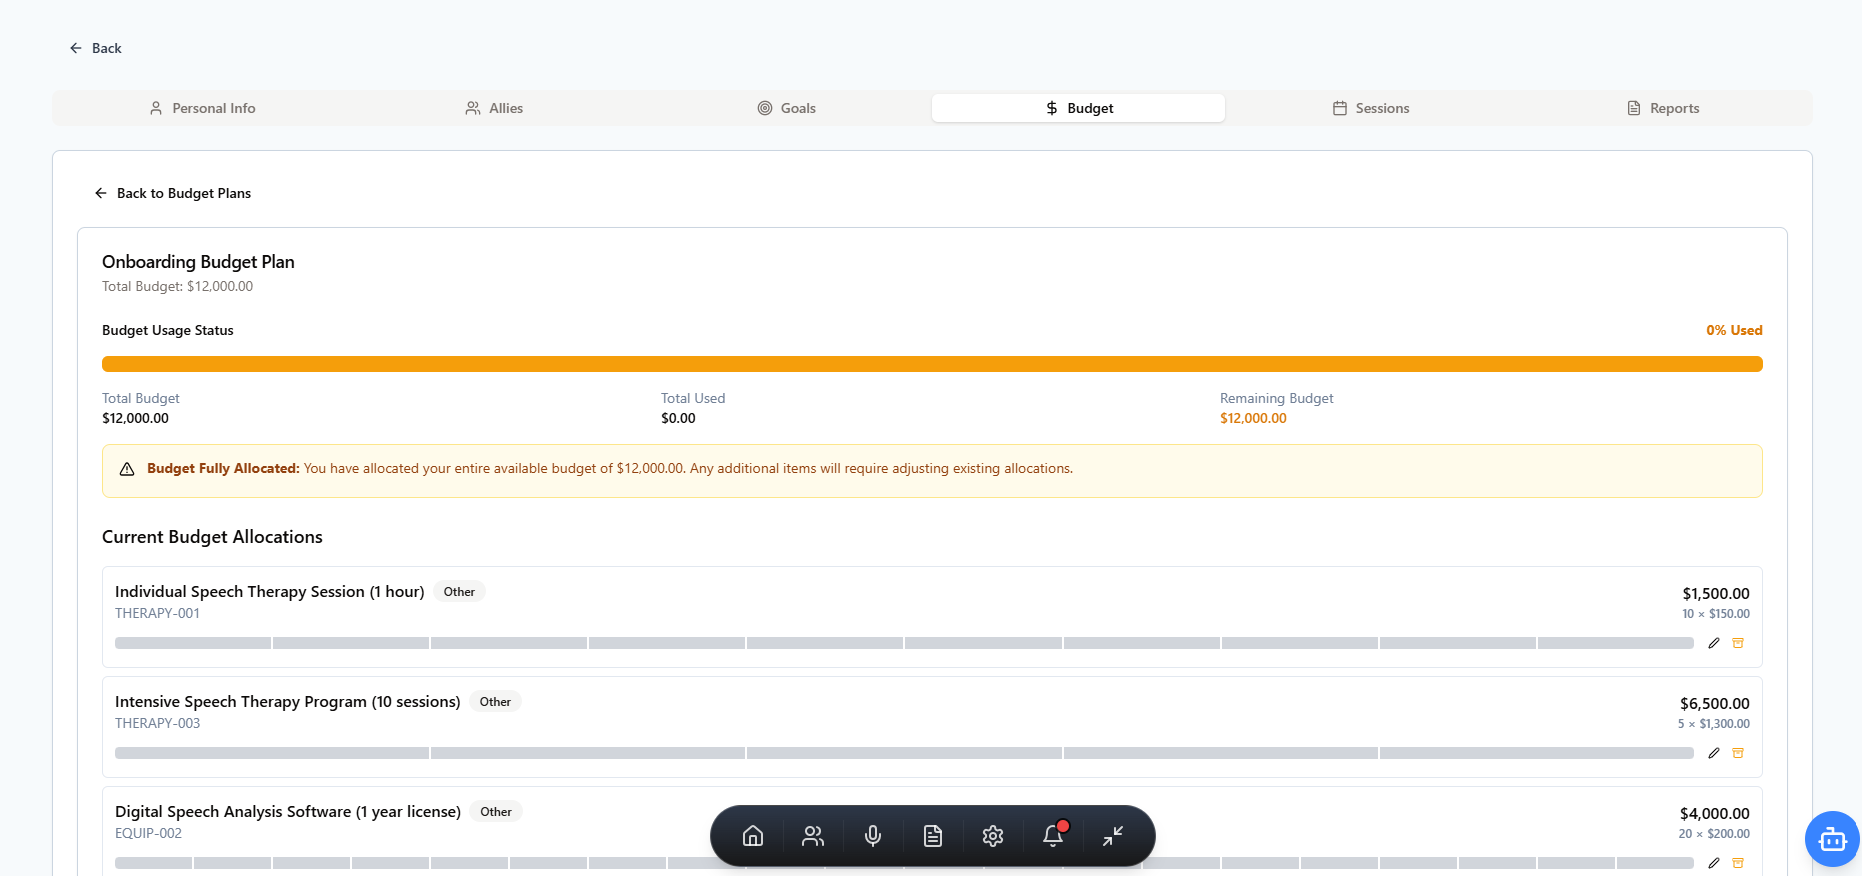 Back
Personal Info
Allies
Goals
Budget
Sessions
Reports
Back to Budget Plans
Onboarding Budget Plan
Total Budget: $12,000.00
Budget Usage Status
0% Used
Total Budget
Total Used
Remaining Budget
$12,000.00
$0.00
$12,000.00
Budget Fully Allocated: You have allocated your entire available budget of $12,000.00. Any additional items will require adjusting existing allocations.
Current Budget Allocations
Individual Speech Therapy Session (1 hour) Other
$1,500.00
THERAPY-001
10 × $150.00
Intensive Speech Therapy Program (10 sessions) Other
$6,500.00
THERAPY-003
5 × $1,300.00
Digital Speech Analysis Software (1 year license) Other
$4,000.00
EQUIP-002
20 × $200.00